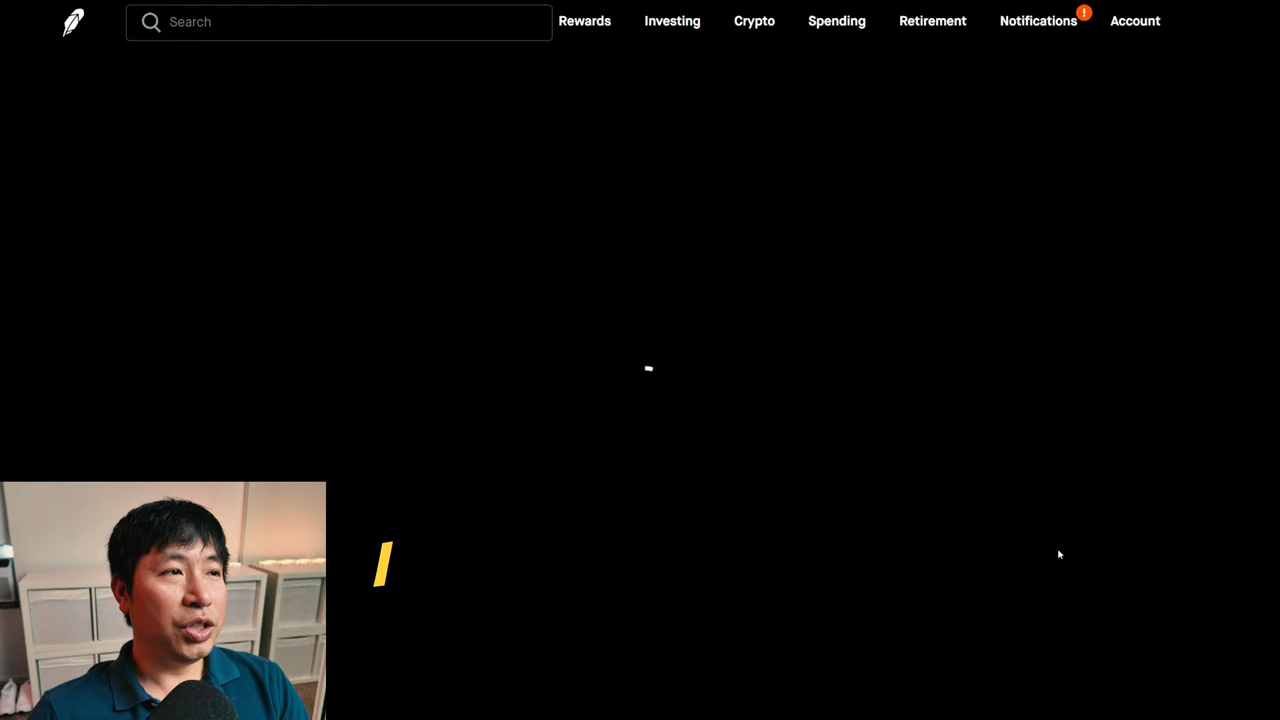 Search
Rewards
Investing
Crypto
Spending
Retirement
Notifications
!
Account
I